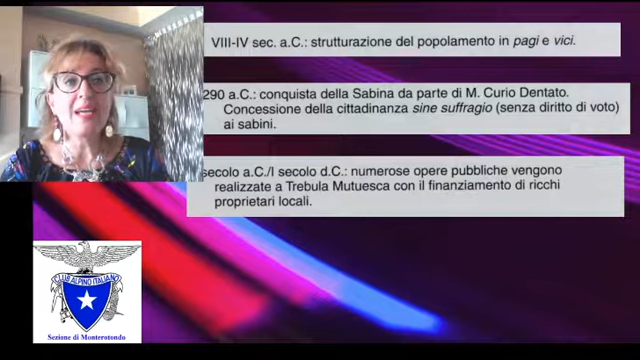 VIII-IV sec. a.C.: strutturazione del popolamento in pagi e vici.
290 a.C.: conquista della Sabina da parte di M. Curio Dentato.
Concessione della cittadinanza sine suffragio (senza diritto di voto)
ai sabini.
secolo a.C./I secolo d.C.: numerose opere pubbliche vengono
realizzate a Trebula Mutuesca con il finanziamento di ricchi
proprietari locali.
CLUB ALPINO ITALIANO
Sezione di Monterotondo